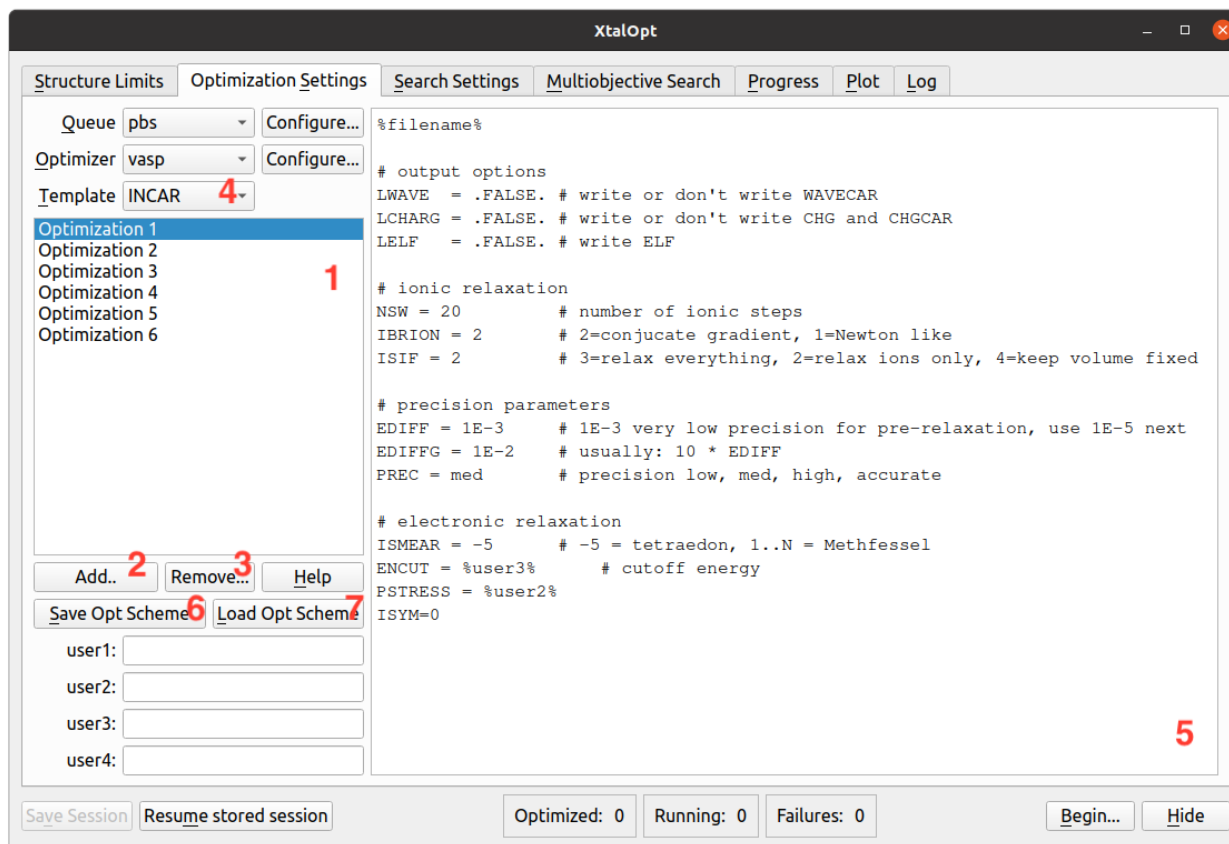 XtalOpt
Structure Limits Optimization Settings Search Settings Multiobjective Search Progress Plot Log
Queue pbs Configure...
Optimizer vasp Configure...
Template INCAR 4
Optimization 1
Optimization 2
Optimization 3
Optimization 4
Optimization 5
Optimization 6
1
Add.. 2 Remove... 3 Help
Save Opt Scheme 6 Load Opt Scheme 7
user1:
user2:
user3:
user4:
%filename%
# output options
LWAVE = .FALSE. # write or don't write WAVECAR
LCHARG = .FALSE. # write or don't write CHG and CHGCAR
LELF = .FALSE. # write ELF
# ionic relaxation
NSW = 20 # number of ionic steps
IBRION = 2 # 2=conjucate gradient, 1=Newton like
ISIF = 2 # 3=relax everything, 2=relax ions only, 4=keep volume fixed
# precision parameters
EDIFF = 1E-3 # 1E-3 very low precision for pre-relaxation, use 1E-5 next
EDIFFG = 1E-2 # usually: 10 * EDIFF
PREC = med # precision low, med, high, accurate
# electronic relaxation
ISMEAR = -5 # -5 = tetraedon, 1..N = Methfessel
ENCUT = %user3% # cutoff energy
PSTRESS = %user2%
ISYM=0
5
Save Session Resume stored session Optimized: 0 Running: 0 Failures: 0 Begin... Hide